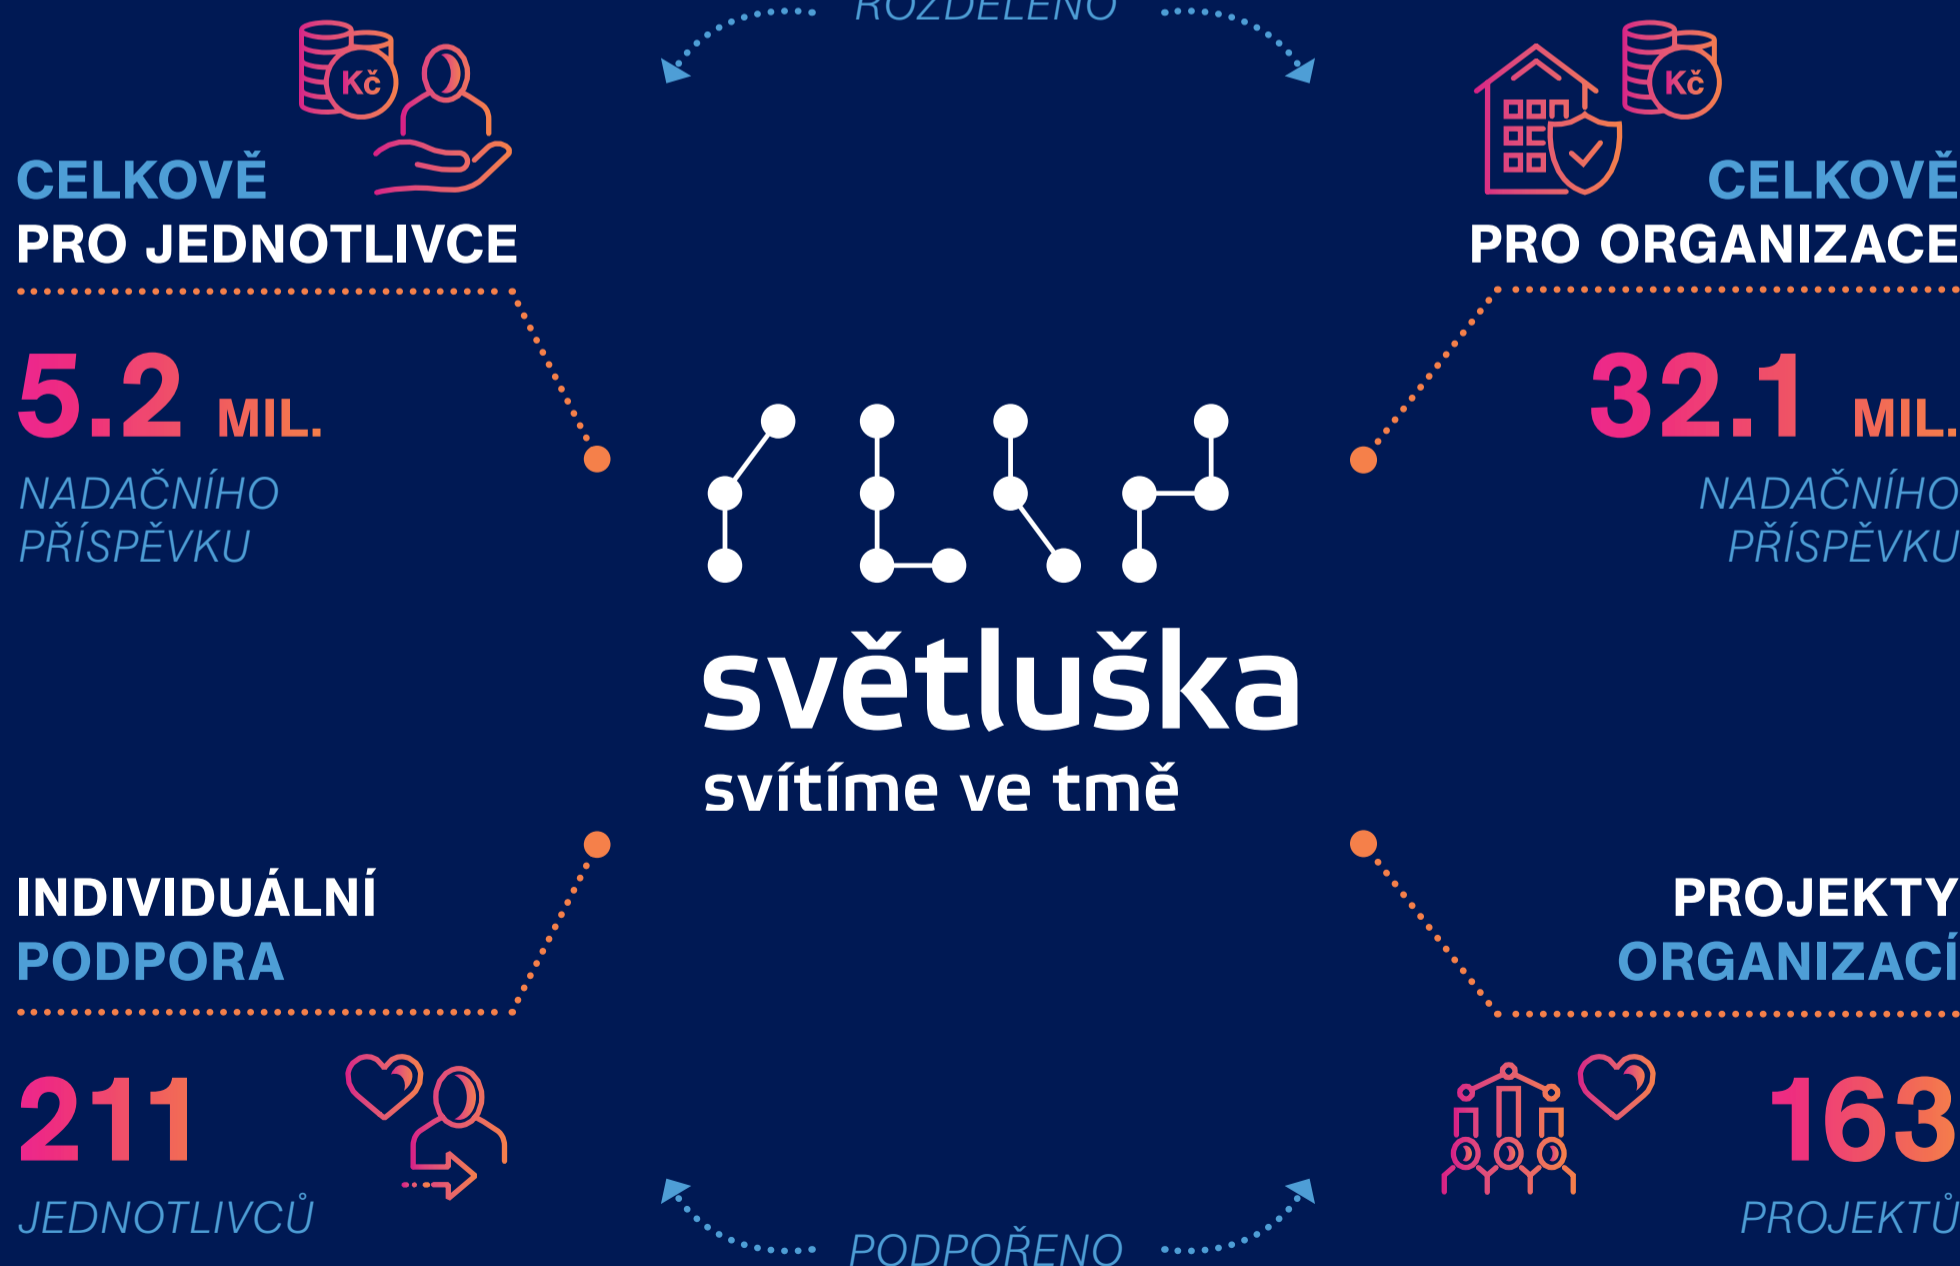 ROZDĚLENO
Kč
Kč
CELKOVĚ
PRO JEDNOTLIVCE
5.2 MIL.
NADAČNÍHO
PŘÍSPĚVKU
CELKOVĚ
PRO ORGANIZACE
32.1 MIL.
NADAČNÍHO
PŘÍSPĚVKU
světluška
svítíme ve tmě
INDIVIDUÁLNÍ
PODPORA
211
JEDNOTLIVCŮ
PROJEKTY
ORGANIZACÍ
163
PROJEKTŮ
PODPOŘENO